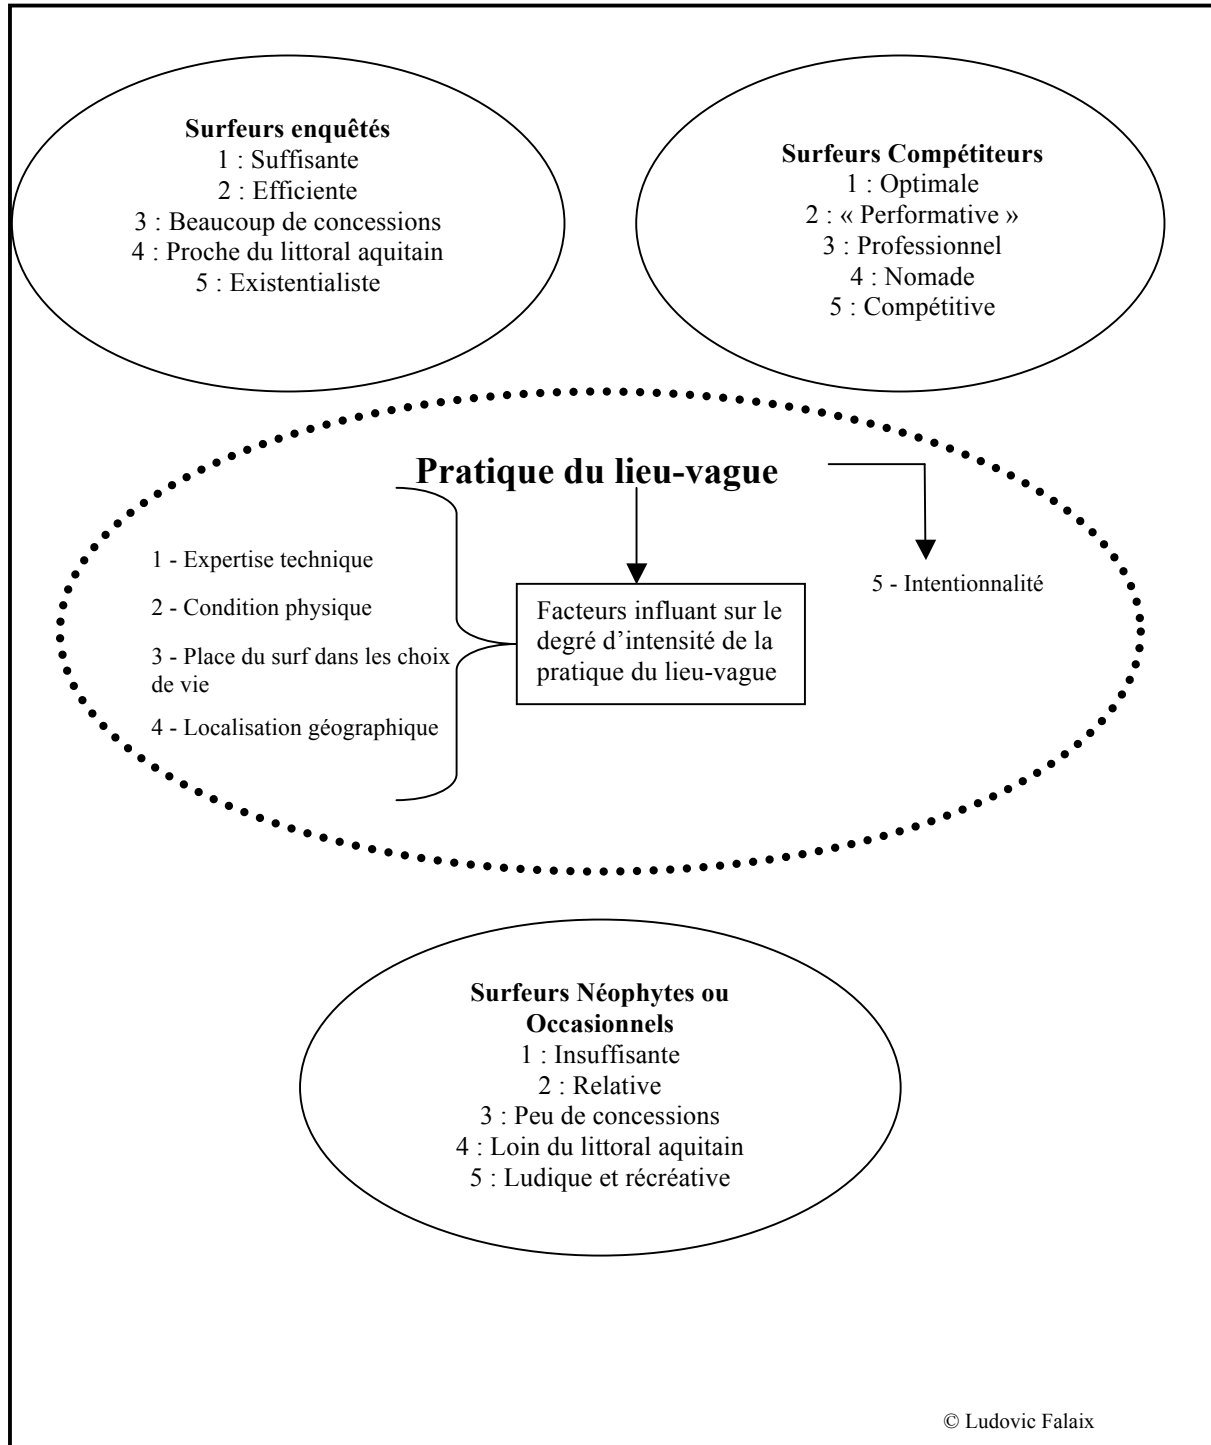 Surfeurs enquêtés
1 : Suffisante
2 : Efficiente
3 : Beaucoup de concessions
4 : Proche du littoral aquitain
5 : Existentialiste
Surfeurs Compétiteurs
1 : Optimale
2 : « Performative »
3 : Professionnel
4 : Nomade
5 : Compétitive
Pratique du lieu-vague
1 - Expertise technique
2 - Condition physique
3 - Place du surf dans les choix
de vie
4 - Localisation géographique
Facteurs influant sur le
degré d’intensité de la
pratique du lieu-vague
5 - Intentionnalité
Surfeurs Néophytes ou
Occasionnels
1 : Insuffisante
2 : Relative
3 : Peu de concessions
4 : Loin du littoral aquitain
5 : Ludique et récréative
© Ludovic Falaix